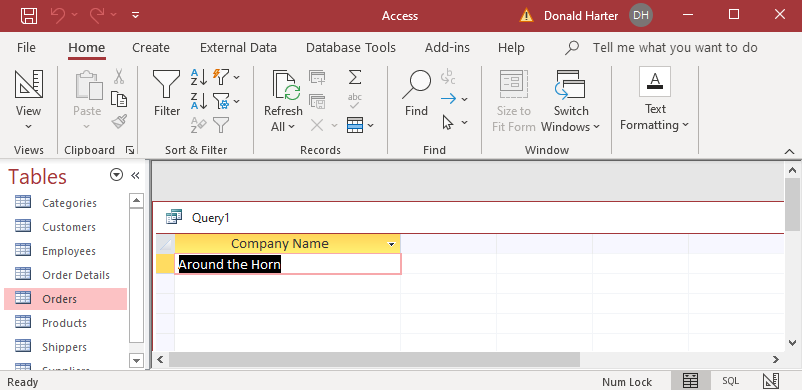 Access
Donald Harter
DH
File Home Create External Data Database Tools Add-ins Help Tell me what you want to do
View
Views
Paste
Clipboard
Filter
Sort & Filter
Refresh
All
Records
Find
Find
Size to
Fit Form
Switch
Windows
Window
Text
Formatting
Tables
Categories
Customers
Employees
Order Details
Orders
Products
Shippers
Suppliers
Query1
Company Name
Around the Horn
Ready
Num Lock
SQL